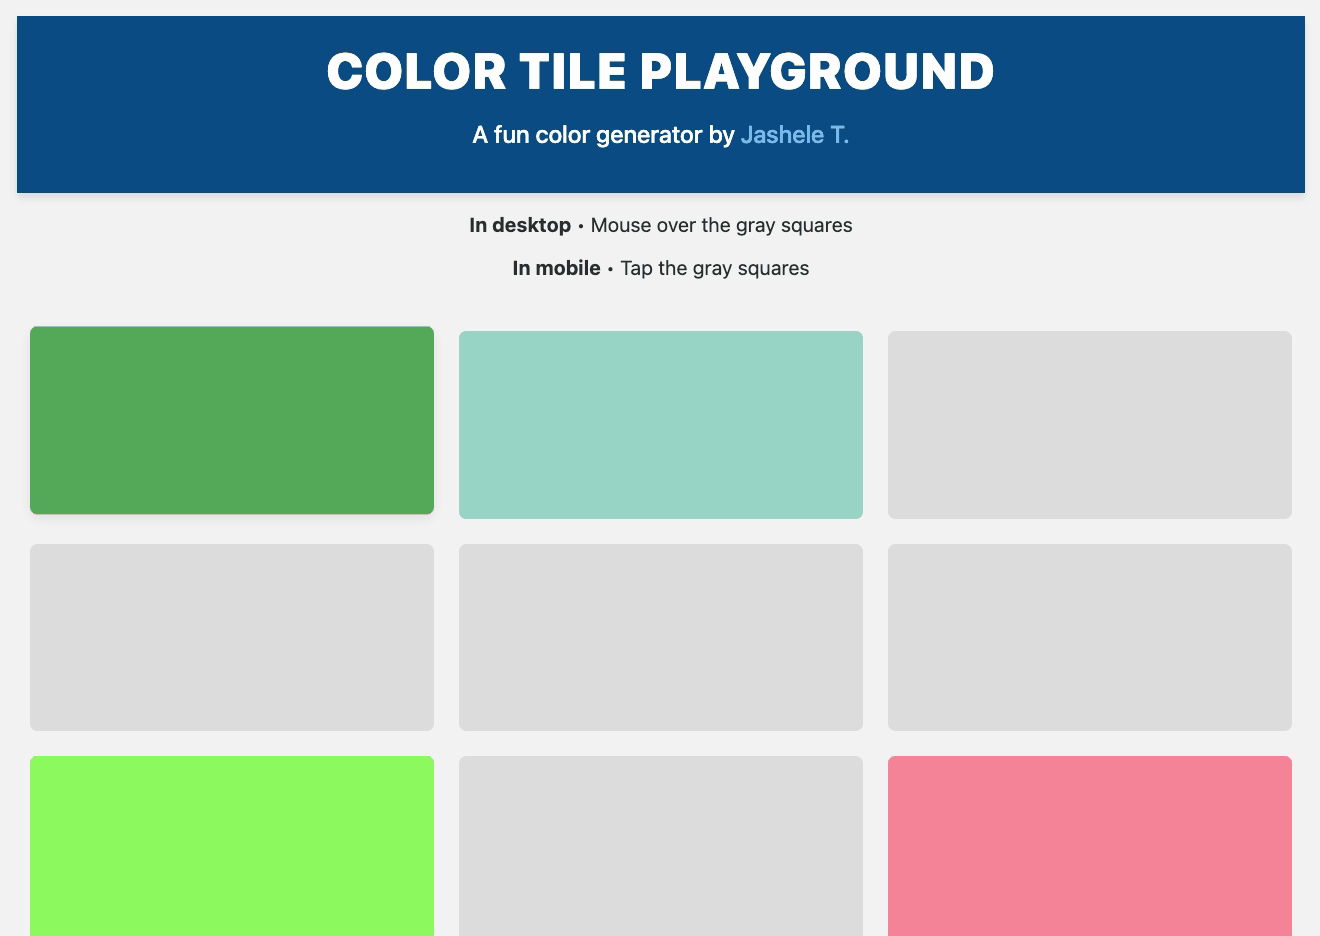 COLOR TILE PLAYGROUND
A fun color generator by Jashele T.
In desktop • Mouse over the gray squares
In mobile • Tap the gray squares